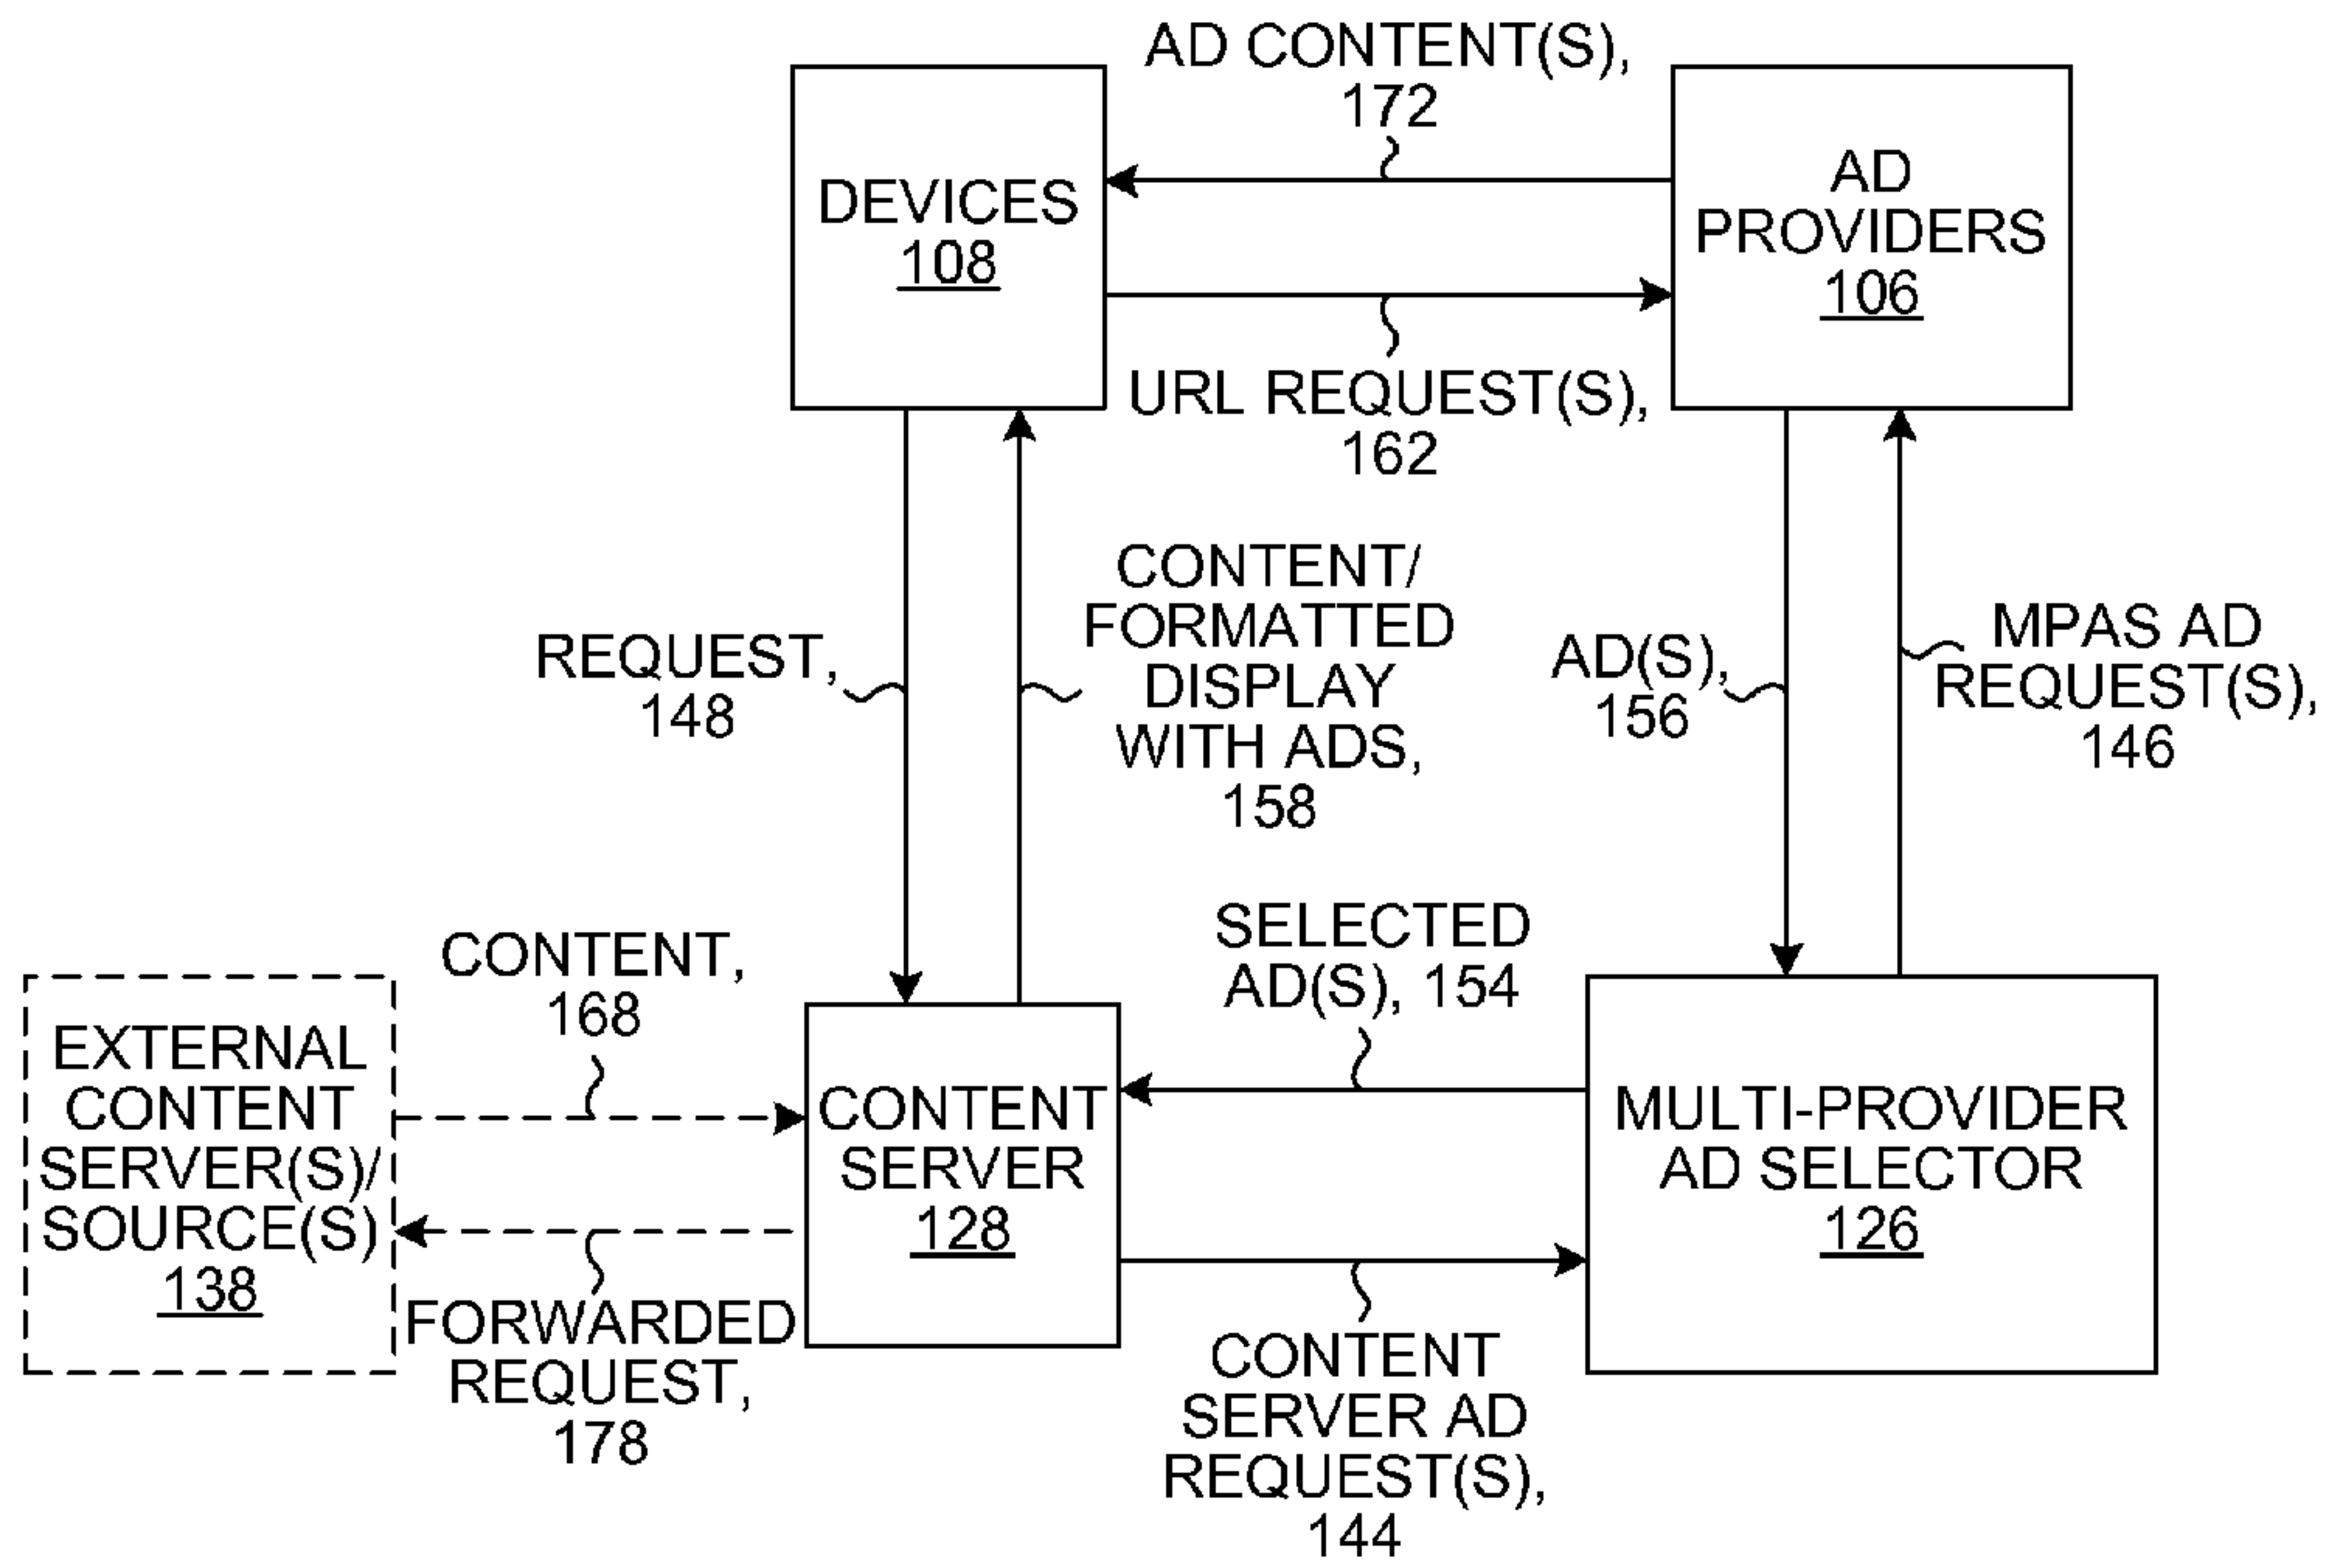 AD CONTENT(S),
172
DEVICES
108
AD
PROVIDERS
106
URL REQUEST(S),
162
REQUEST,
148
CONTENT/
FORMATTED
DISPLAY
WITH ADS,
158
AD(S),
156
MPAS AD
REQUEST(S),
146
CONTENT,
168
SELECTED
AD(S), 154
EXTERNAL
CONTENT
SERVER(S)/
SOURCE(S)
138
CONTENT
SERVER
128
MULTI-PROVIDER
AD SELECTOR
126
FORWARDED
REQUEST,
178
CONTENT
SERVER AD
REQUEST(S),
144